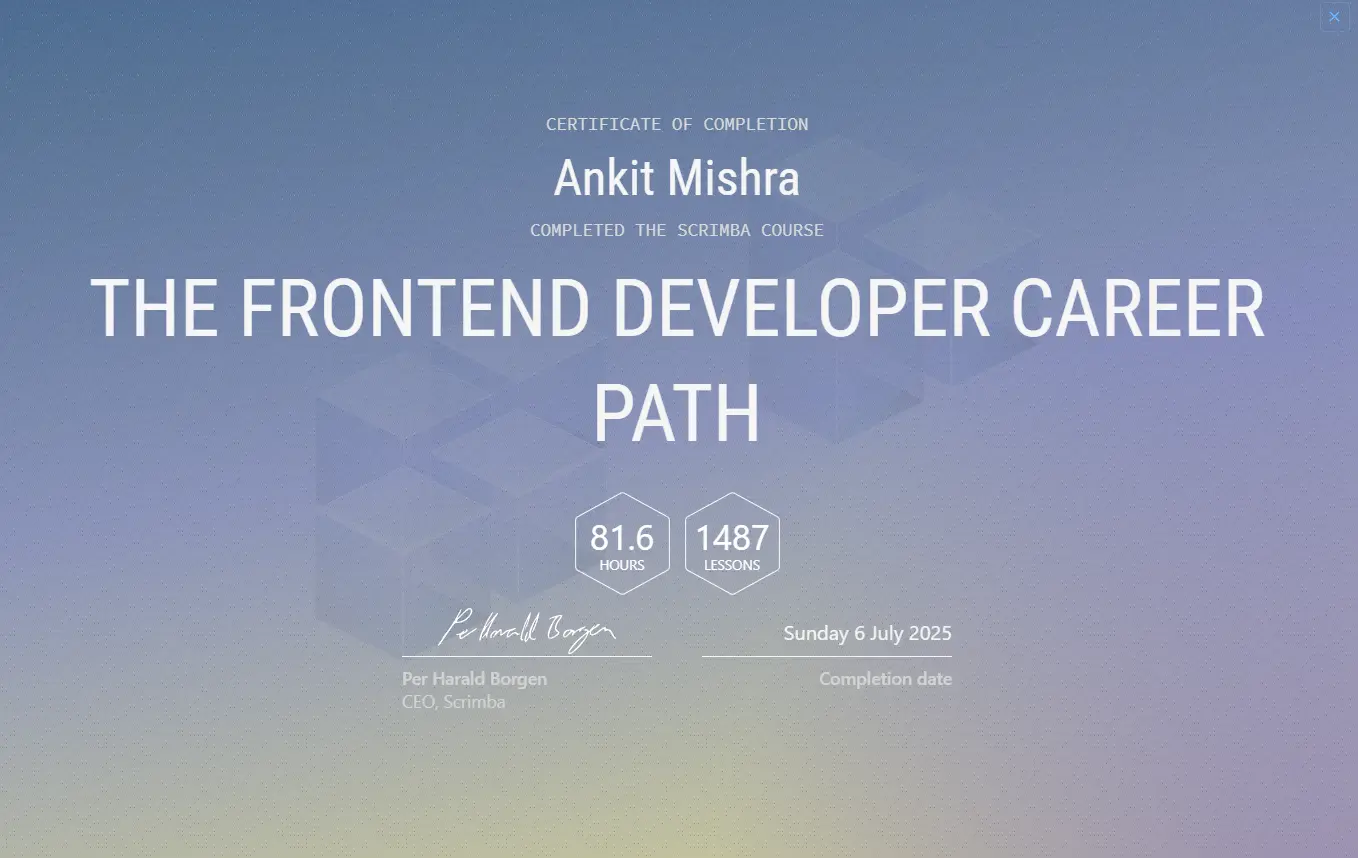 CERTIFICATE OF COMPLETION
Ankit Mishra
COMPLETED THE SCRIMBA COURSE
THE FRONTEND DEVELOPER CAREER
PATH
81.6 1487
HOURS LESSONS
Per Harald Borgen
Sunday 6 July 2025
Per Harald Borgen
Completion date
CEO, Scrimba